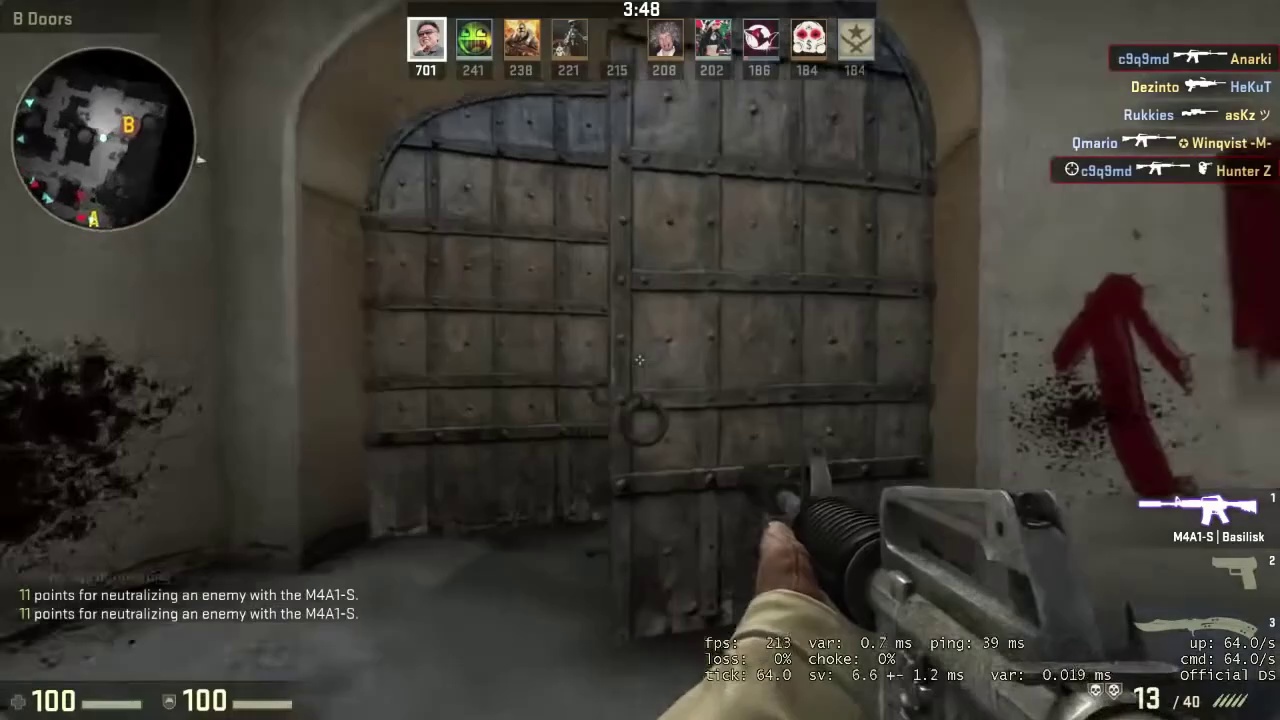 B Doors
3:48
701 241 238 221 215 208 202 186 184 184
B
A
c9q9md Anarki
Dezinto HeKuT
Rukkies asKz ツ
Qmario Winqvist -M-
c9q9md Hunter Z
1
M4A1-S | Basilisk
2
3
11 points for neutralizing an enemy with the M4A1-S.
11 points for neutralizing an enemy with the M4A1-S.
fps: 213 var: 0.7 ms ping: 39 ms up: 64.0/s
loss: 0% choke: 0% cmd: 64.0/s
tick: 64.0 sv: 6.6 +- 1.2 ms var: 0.019 ms Official DS
100 100 13 / 40